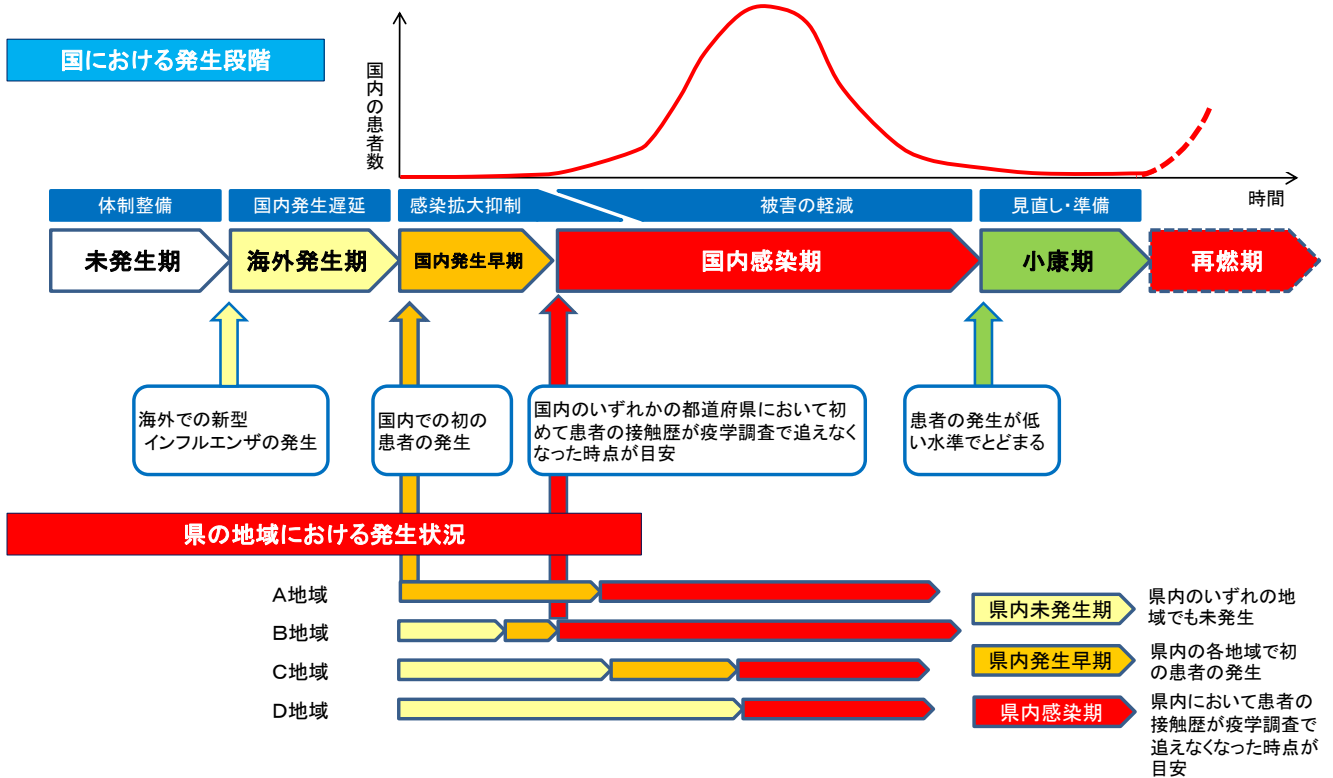 国における発生段階
国内の患者数
時間
体制整備
国内発生遅延
感染拡大抑制
被害の軽減
見直し・準備
未発生期
海外発生期
国内発生早期
国内感染期
小康期
再燃期
海外での新型
インフルエンザの発生
国内での初の
患者の発生
国内のいずれかの都道府県において初
めて患者の接触歴が疫学調査で追えなく
なった時点が目安
患者の発生が低
い水準でとどまる
県の地域における発生状況
A地域
B地域
C地域
D地域
県内未発生期
県内のいずれの地
域でも未発生
県内発生早期
県内の各地域で初
の患者の発生
県内感染期
県内において患者の
接触歴が疫学調査で
追えなくなった時点が
目安